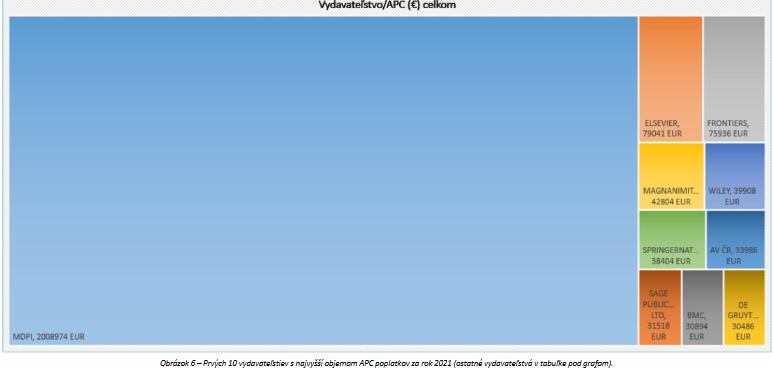 Vydavateľstvo/APC (€) celkom
ELSEVIER,
79041 EUR
FRONTIERS,
75936 EUR
MAGNANIMIT...
42804 EUR
WILEY, 39908
EUR
SPRINGERNAT...
38404 EUR
AV ČR, 33986
EUR
SAGE
PUBLIC...
LTD,
31518
EUR
BMC,
30894
EUR
DE
GRUYT...
30486
EUR
MDPI, 2008974 EUR
Obrázok 6 – Prvých 10 vydavateľstiev s najvyšší objemom APC poplatkov za rok 2021 (ostatné vydavateľstvá v tabuľke pod grafom).